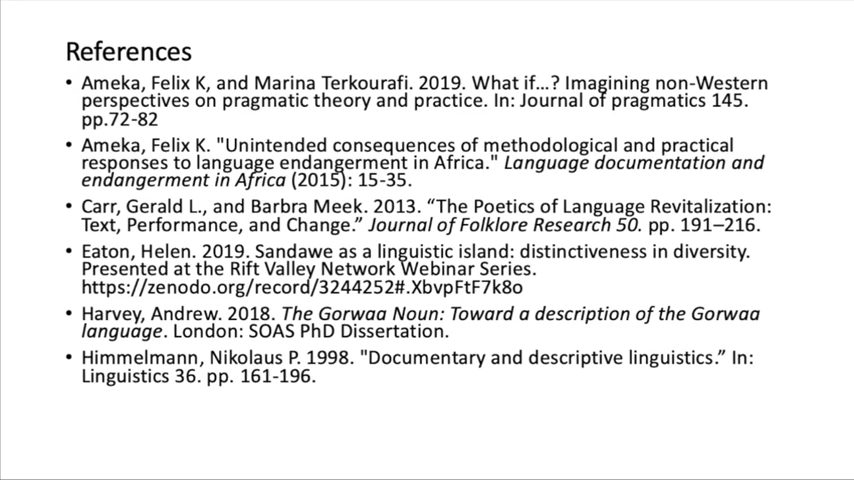 References
• Ameka, Felix K, and Marina Terkourafi. 2019. What if…? Imagining non-Western
perspectives on pragmatic theory and practice. In: Journal of pragmatics 145.
pp.72-82
• Ameka, Felix K. "Unintended consequences of methodological and practical
responses to language endangerment in Africa." Language documentation and
endangerment in Africa (2015): 15-35.
• Carr, Gerald L., and Barbra Meek. 2013. “The Poetics of Language Revitalization:
Text, Performance, and Change.” Journal of Folklore Research 50. pp. 191–216.
• Eaton, Helen. 2019. Sandawe as a linguistic island: distinctiveness in diversity.
Presented at the Rift Valley Network Webinar Series.
https://zenodo.org/record/3244252#.XbvpFtF7k8o
• Harvey, Andrew. 2018. The Gorwaa Noun: Toward a description of the Gorwaa
language. London: SOAS PhD Dissertation.
• Himmelmann, Nikolaus P. 1998. "Documentary and descriptive linguistics.” In:
Linguistics 36. pp. 161-196.